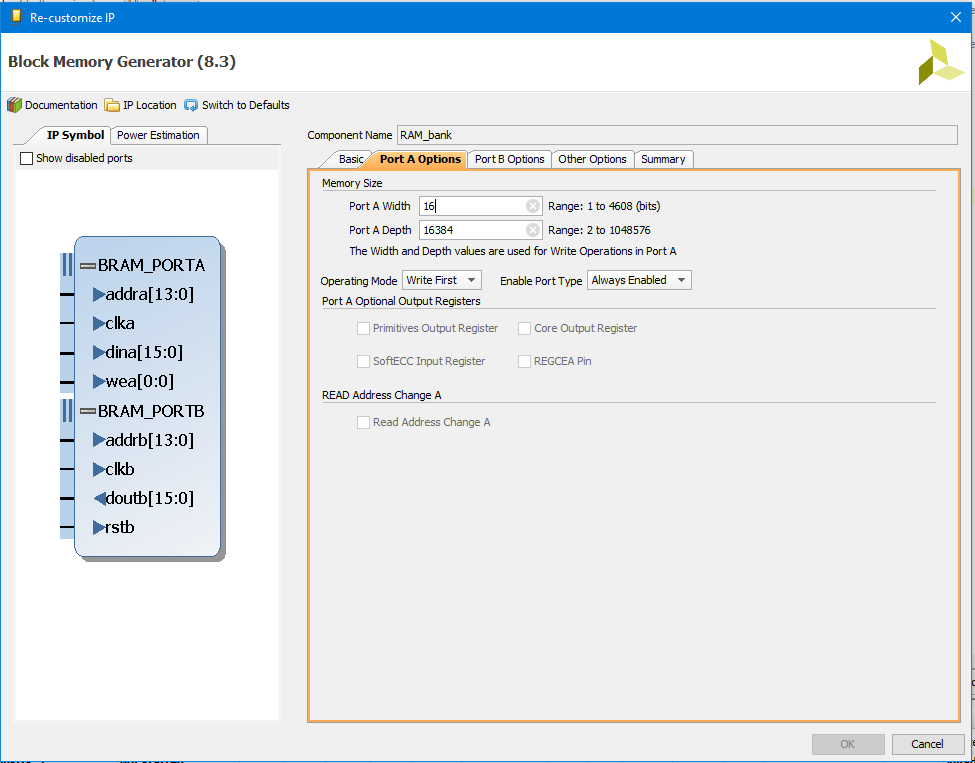 Re-customize IP
Block Memory Generator (8.3)
Documentation IP Location Switch to Defaults
IP Symbol Power Estimation
Show disabled ports
BRAM_PORTA
addra[13:0]
clka
dina[15:0]
wea[0:0]
BRAM_PORTB
addrb[13:0]
clkb
doutb[15:0]
rstb
Component Name RAM_bank
Basic Port A Options Port B Options Other Options Summary
Memory Size
Port A Width 16 Range: 1 to 4608 (bits)
Port A Depth 16384 Range: 2 to 1048576
The Width and Depth values are used for Write Operations in Port A
Operating Mode Write First Enable Port Type Always Enabled
Port A Optional Output Registers
Primitives Output Register Core Output Register
SoftECC Input Register REGCEA Pin
READ Address Change A
Read Address Change A
OK Cancel